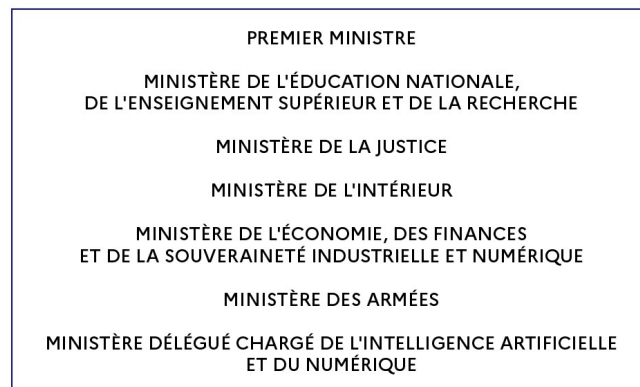 PREMIER MINISTRE
MINISTÈRE DE L'ÉDUCATION NATIONALE,
DE L'ENSEIGNEMENT SUPÉRIEUR ET DE LA RECHERCHE
MINISTÈRE DE LA JUSTICE
MINISTÈRE DE L'INTÉRIEUR
MINISTÈRE DE L'ÉCONOMIE, DES FINANCES
ET DE LA SOUVERAINETÉ INDUSTRIELLE ET NUMÉRIQUE
MINISTÈRE DES ARMÉES
MINISTÈRE DÉLÉGUÉ CHARGÉ DE L'INTELLIGENCE ARTIFICIELLE
ET DU NUMÉRIQUE